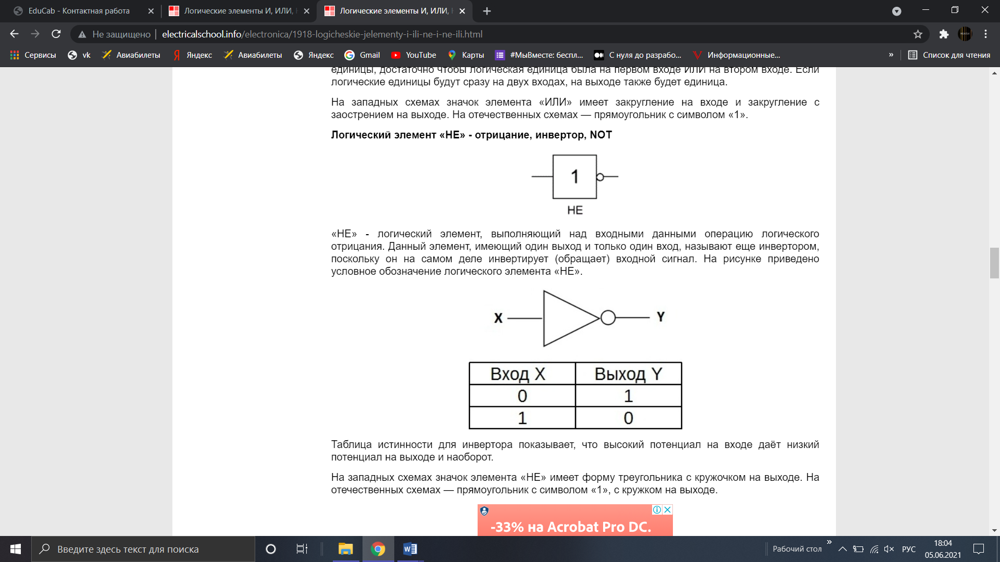 EduCab - Контактная работа
Логические элементы И, ИЛИ,
Логические элементы И, ИЛИ,
Не защищено
electricalschool.info/electronica/1918-logicheskie-jelementy-i-ili-ne-i-ne-ili.html
Сервисы vk Авиабилеты Яндекс Авиабилеты Яндекс Gmail YouTube Карты #МыВместе: беспл... С нуля до разрабо... Информационные... » Список для чтения
единицы, достаточно чтобы логическая единица была на первом входе ИЛИ на втором входе. Если
логические единицы будут сразу на двух входах, на выходе также будет единица.
На западных схемах значок элемента «ИЛИ» имеет закругление на входе и закругление с
заострением на выходе. На отечественных схемах — прямоугольник с символом «1».
Логический элемент «НЕ» - отрицание, инвертор, NOT
1
НЕ
«НЕ» - логический элемент, выполняющий над входными данными операцию логического
отрицания. Данный элемент, имеющий один выход и только один вход, называют еще инвертором,
поскольку он на самом деле инвертирует (обращает) входной сигнал. На рисунке приведено
условное обозначение логического элемента «НЕ».
X Y
Вход X Выход Y
0 1
1 0
Таблица истинности для инвертора показывает, что высокий потенциал на входе даёт низкий
потенциал на выходе и наоборот.
На западных схемах значок элемента «НЕ» имеет форму треугольника с кружочком на выходе. На
отечественных схемах — прямоугольник с символом «1», с кружком на выходе.
-33% на Acrobat Pro DC.
Введите здесь текст для поиска
Рабочий стол » РУС 18:04
05.06.2021